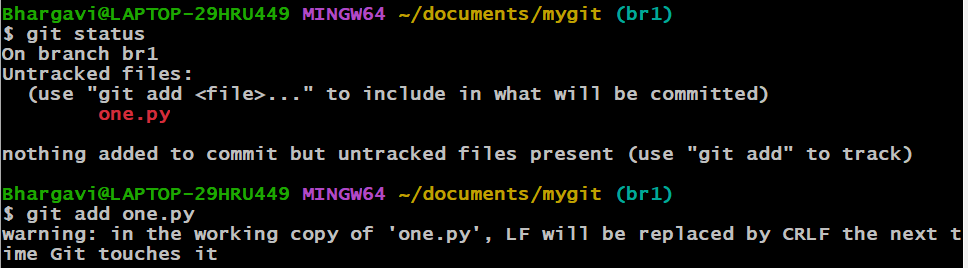 Bhargavi@LAPTOP-29HRU449 MINGW64 ~/documents/mygit (br1)
$ git status
On branch br1
Untracked files:
  (use "git add <file>..." to include in what will be committed)
        one.py

nothing added to commit but untracked files present (use "git add" to track)

Bhargavi@LAPTOP-29HRU449 MINGW64 ~/documents/mygit (br1)
$ git add one.py
warning: in the working copy of 'one.py', LF will be replaced by CRLF the next t
ime Git touches it